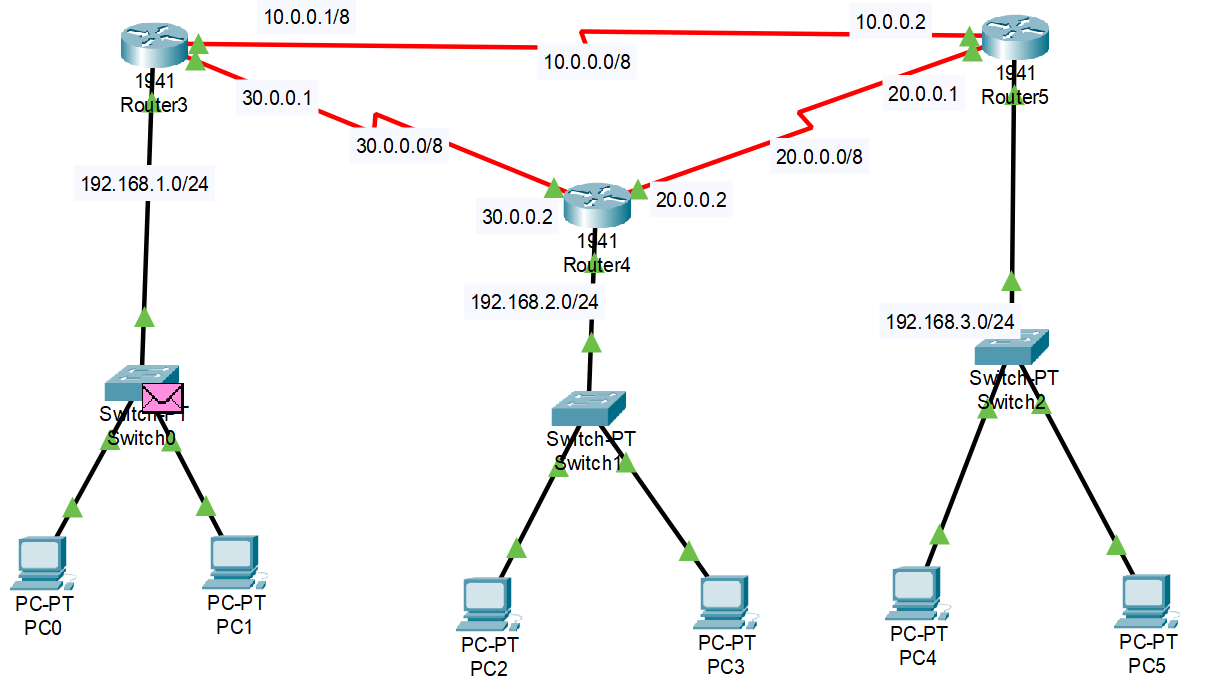 10.0.0.1/8
10.0.0.2
10.0.0.0/8
1941
Router3
1941
Router5
30.0.0.1
20.0.0.1
30.0.0.0/8
20.0.0.0/8
192.168.1.0/24
30.0.0.2
20.0.0.2
1941
Router4
192.168.2.0/24
192.168.3.0/24
Switch-PT
Switch0
Switch-PT
Switch1
Switch-PT
Switch2
PC-PT
PC0
PC-PT
PC1
PC-PT
PC2
PC-PT
PC3
PC-PT
PC4
PC-PT
PC5